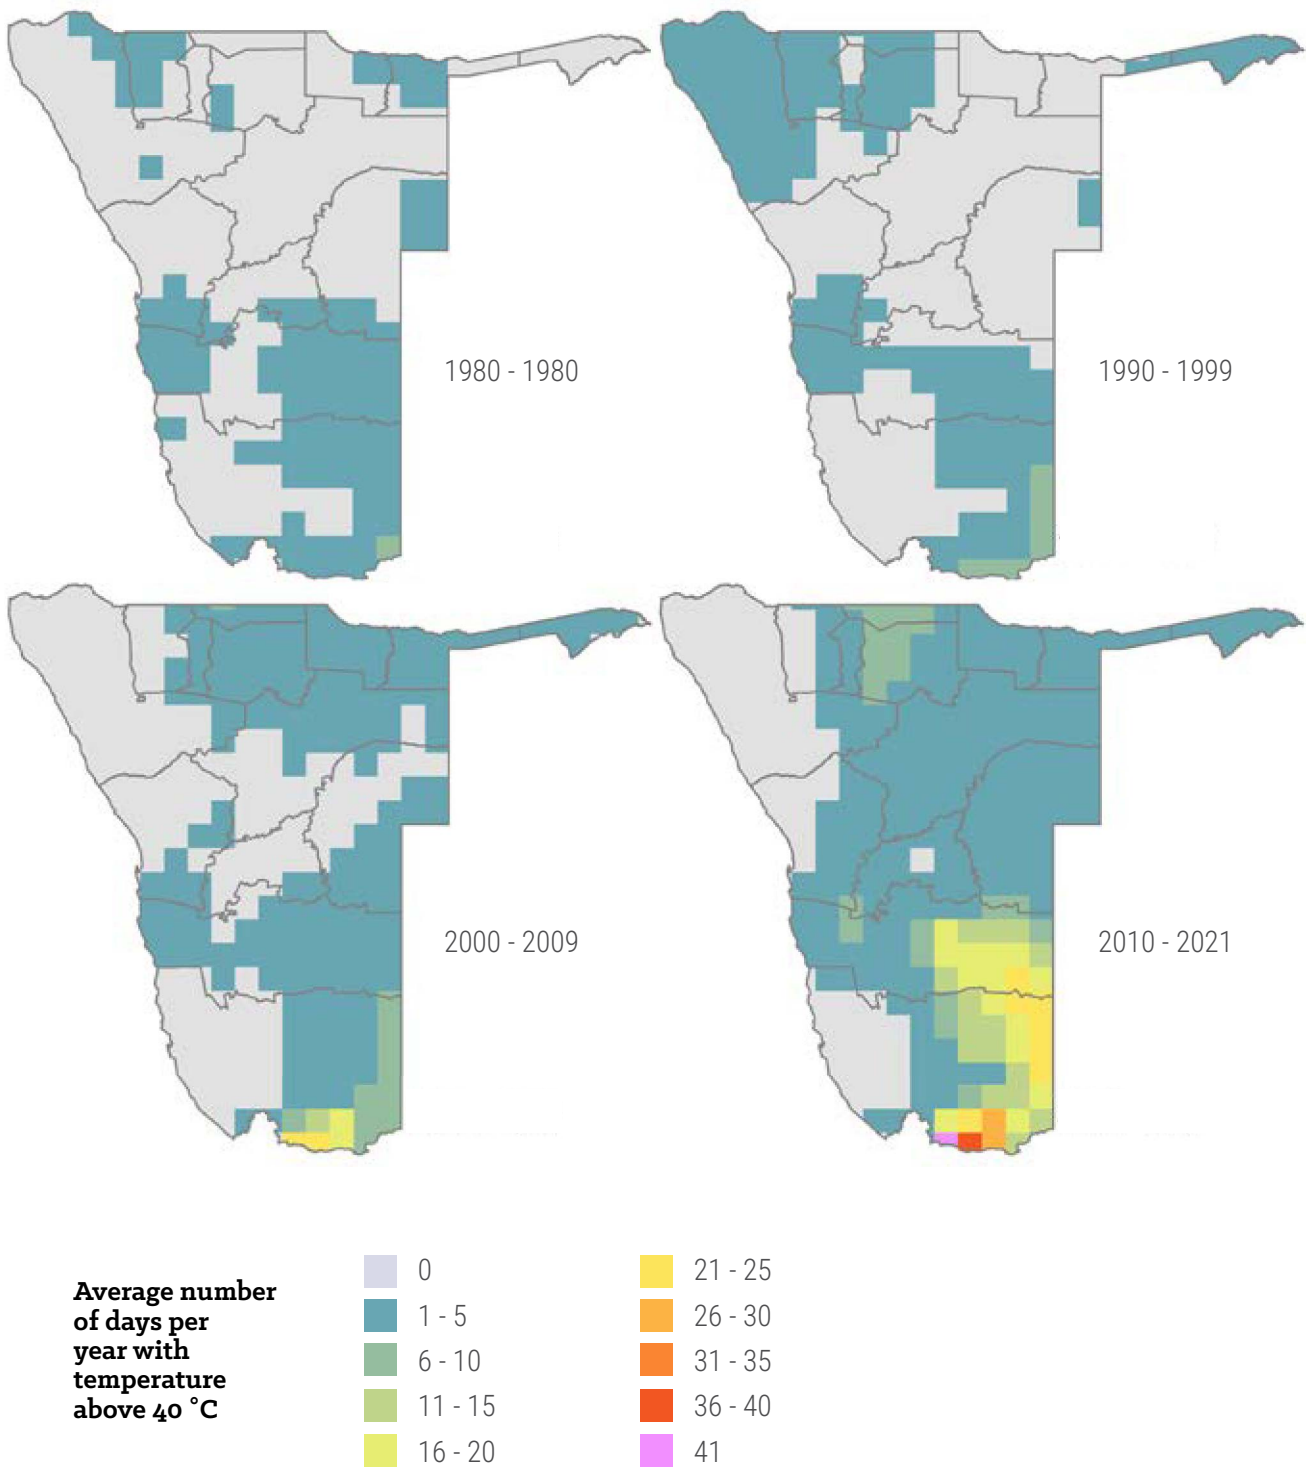 1980 - 1980
1990 - 1999
2000 - 2009
2010 - 2021
Average number
of days per
year with
temperature
above 40 °C
0
1 - 5
6 - 10
11 - 15
16 - 20
21 - 25
26 - 30
31 - 35
36 - 40
41